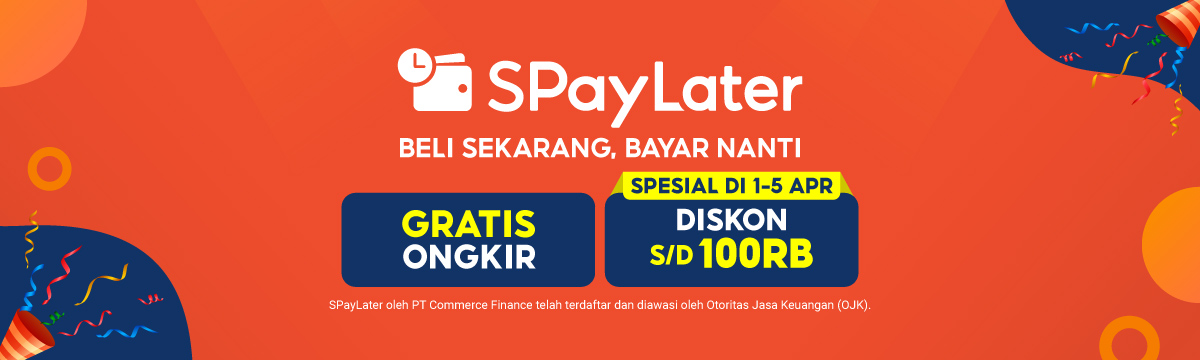 SPayLater
BELI SEKARANG, BAYAR NANTI
GRATIS
ONGKIR
SPESIAL DI 1-5 APR
DISKON
S/D 100RB
SPayLater oleh PT Commerce Finance telah terdaftar dan diawasi oleh Otoritas Jasa Keuangan (OJK).